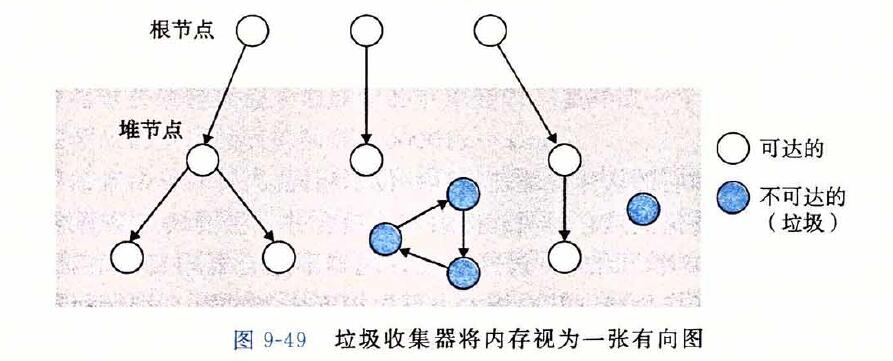 根节点
堆节点
可达的
不可达的
（垃圾）
图 9-49 垃圾收集器将内存视为一张有向图